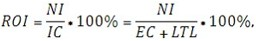 ROI = NI/IC • 100% = NI/(EC + LTL) • 100%,